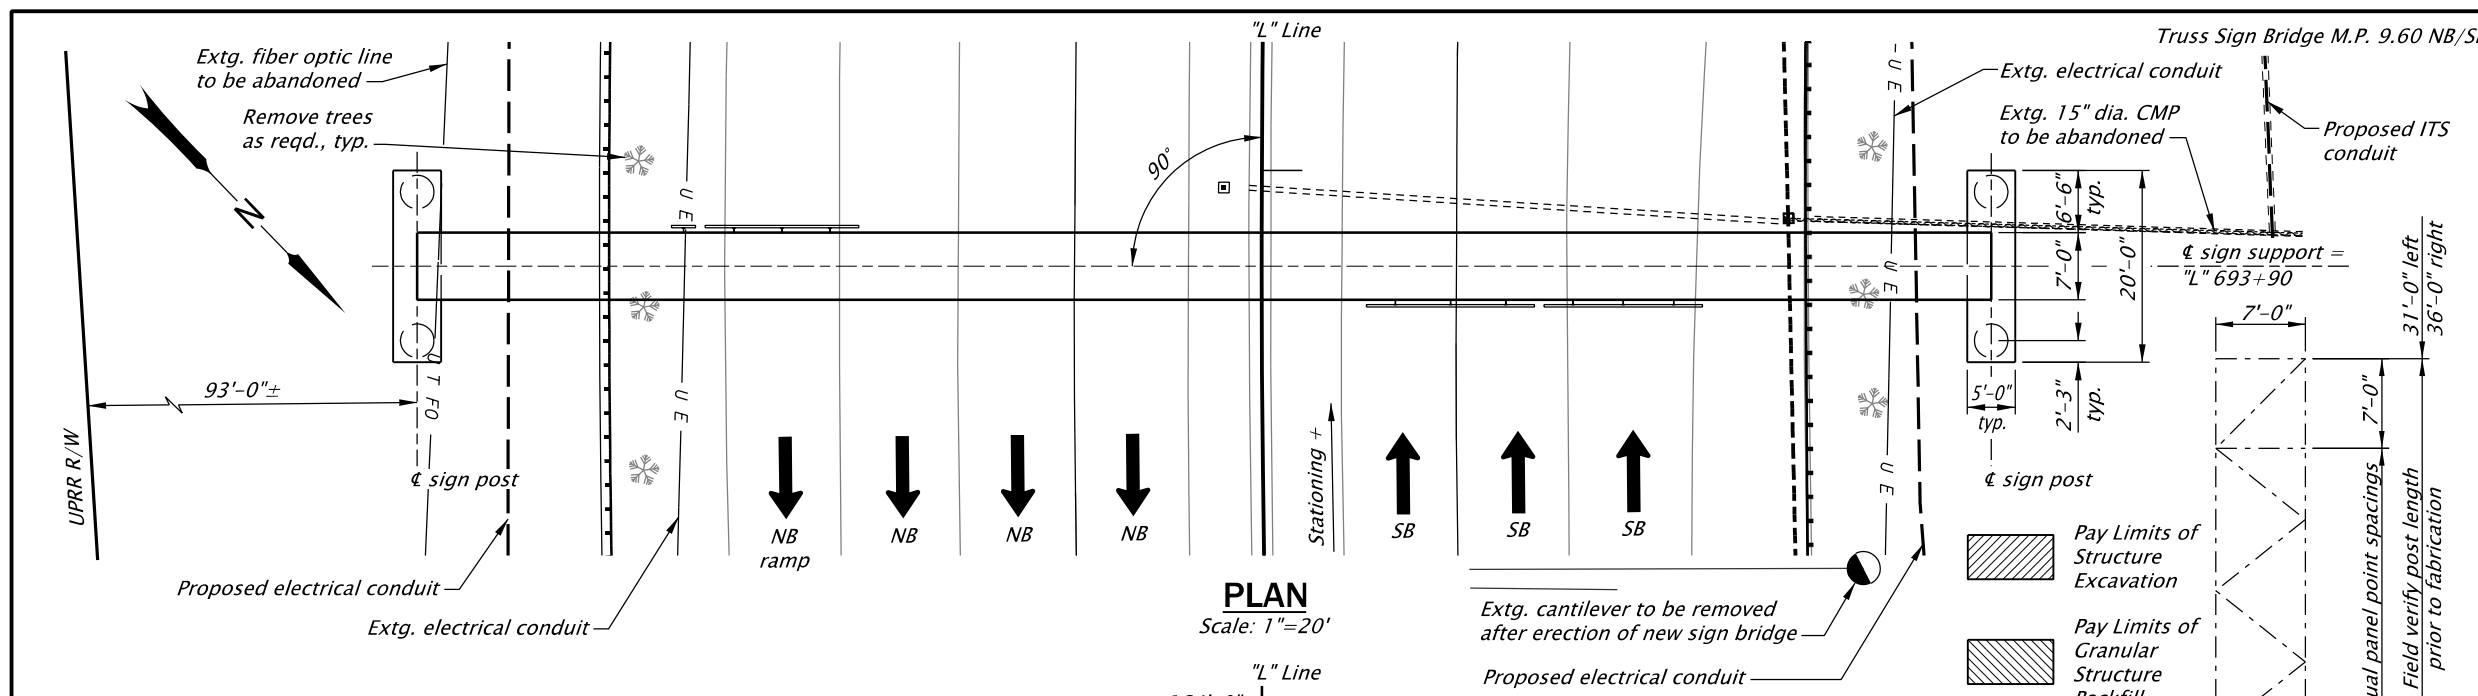 "L" Line
Truss Sign Bridge M.P. 9.60
Extg. fiber optic line
to be abandoned
Remove trees
as reqd., typ.
N
90°
Extg. electrical conduit
Extg. 15" dia. CMP
to be abandoned
Proposed ITS
conduit
U E
U E
U E
U E
U E
6'-6"
typ.
7'-0"
20'-0"
℄ sign support =
"L" 693+90
7'-0"
31'-0" left
36'-0" right
93'-0"±
UPRR R/W
U T FO
℄ sign post
5'-0"
typ.
2'-3"
typ.
℄ sign post
7'-0"
panel point spacings
Field verify post length
prior to fabrication
NB
ramp
NB
NB
NB
Stationing +
SB
SB
SB
Proposed electrical conduit
Extg. electrical conduit
PLAN
Scale: 1"=20'
Extg. cantilever to be removed
after erection of new sign bridge
Proposed electrical conduit
Pay Limits of
Structure
Excavation
Pay Limits of
Granular
Structure
"L" Line